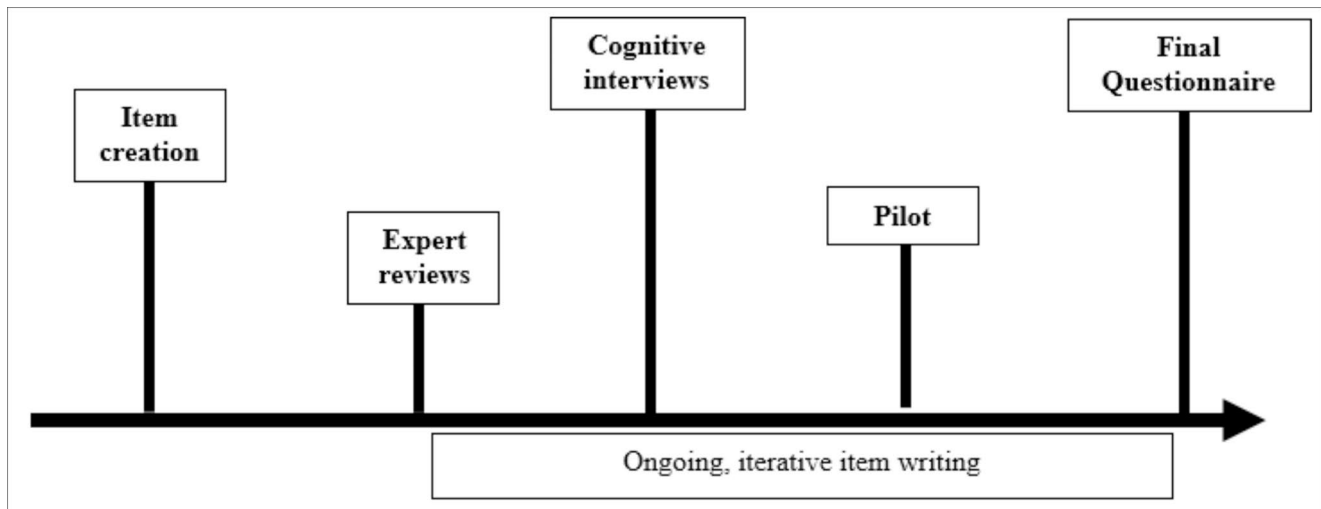 Item
creation
Expert
reviews
Cognitive
interviews
Pilot
Final
Questionnaire
Ongoing, iterative item writing